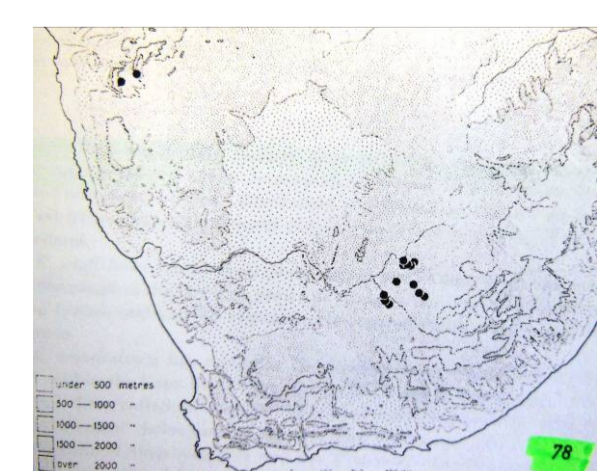 under 500 metres
500 — 1000 "
1000 — 1500 "
1500 — 2000 "
over 2000 "
78